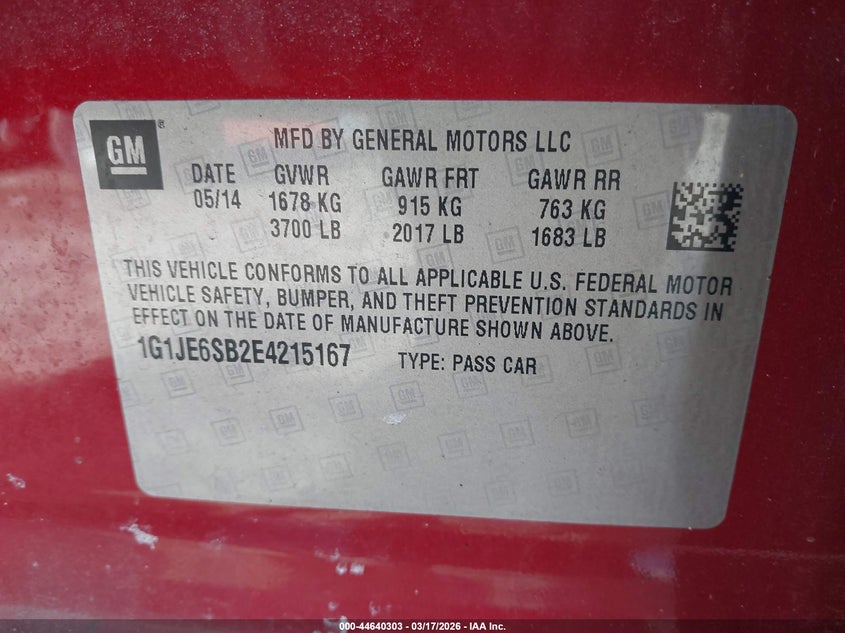 GM
MFD BY GENERAL MOTORS LLC
DATE GVWR GAWR FRT GAWR RR
05/14 1678 KG 915 KG 763 KG
3700 LB 2017 LB 1683 LB
THIS VEHICLE CONFORMS TO ALL APPLICABLE U.S. FEDERAL MOTOR
VEHICLE SAFETY, BUMPER, AND THEFT PREVENTION STANDARDS IN
EFFECT ON THE DATE OF MANUFACTURE SHOWN ABOVE.
1G1JE6SB2E4215167 TYPE: PASS CAR
000-44640303 — 03/17/2026 — IAA Inc.